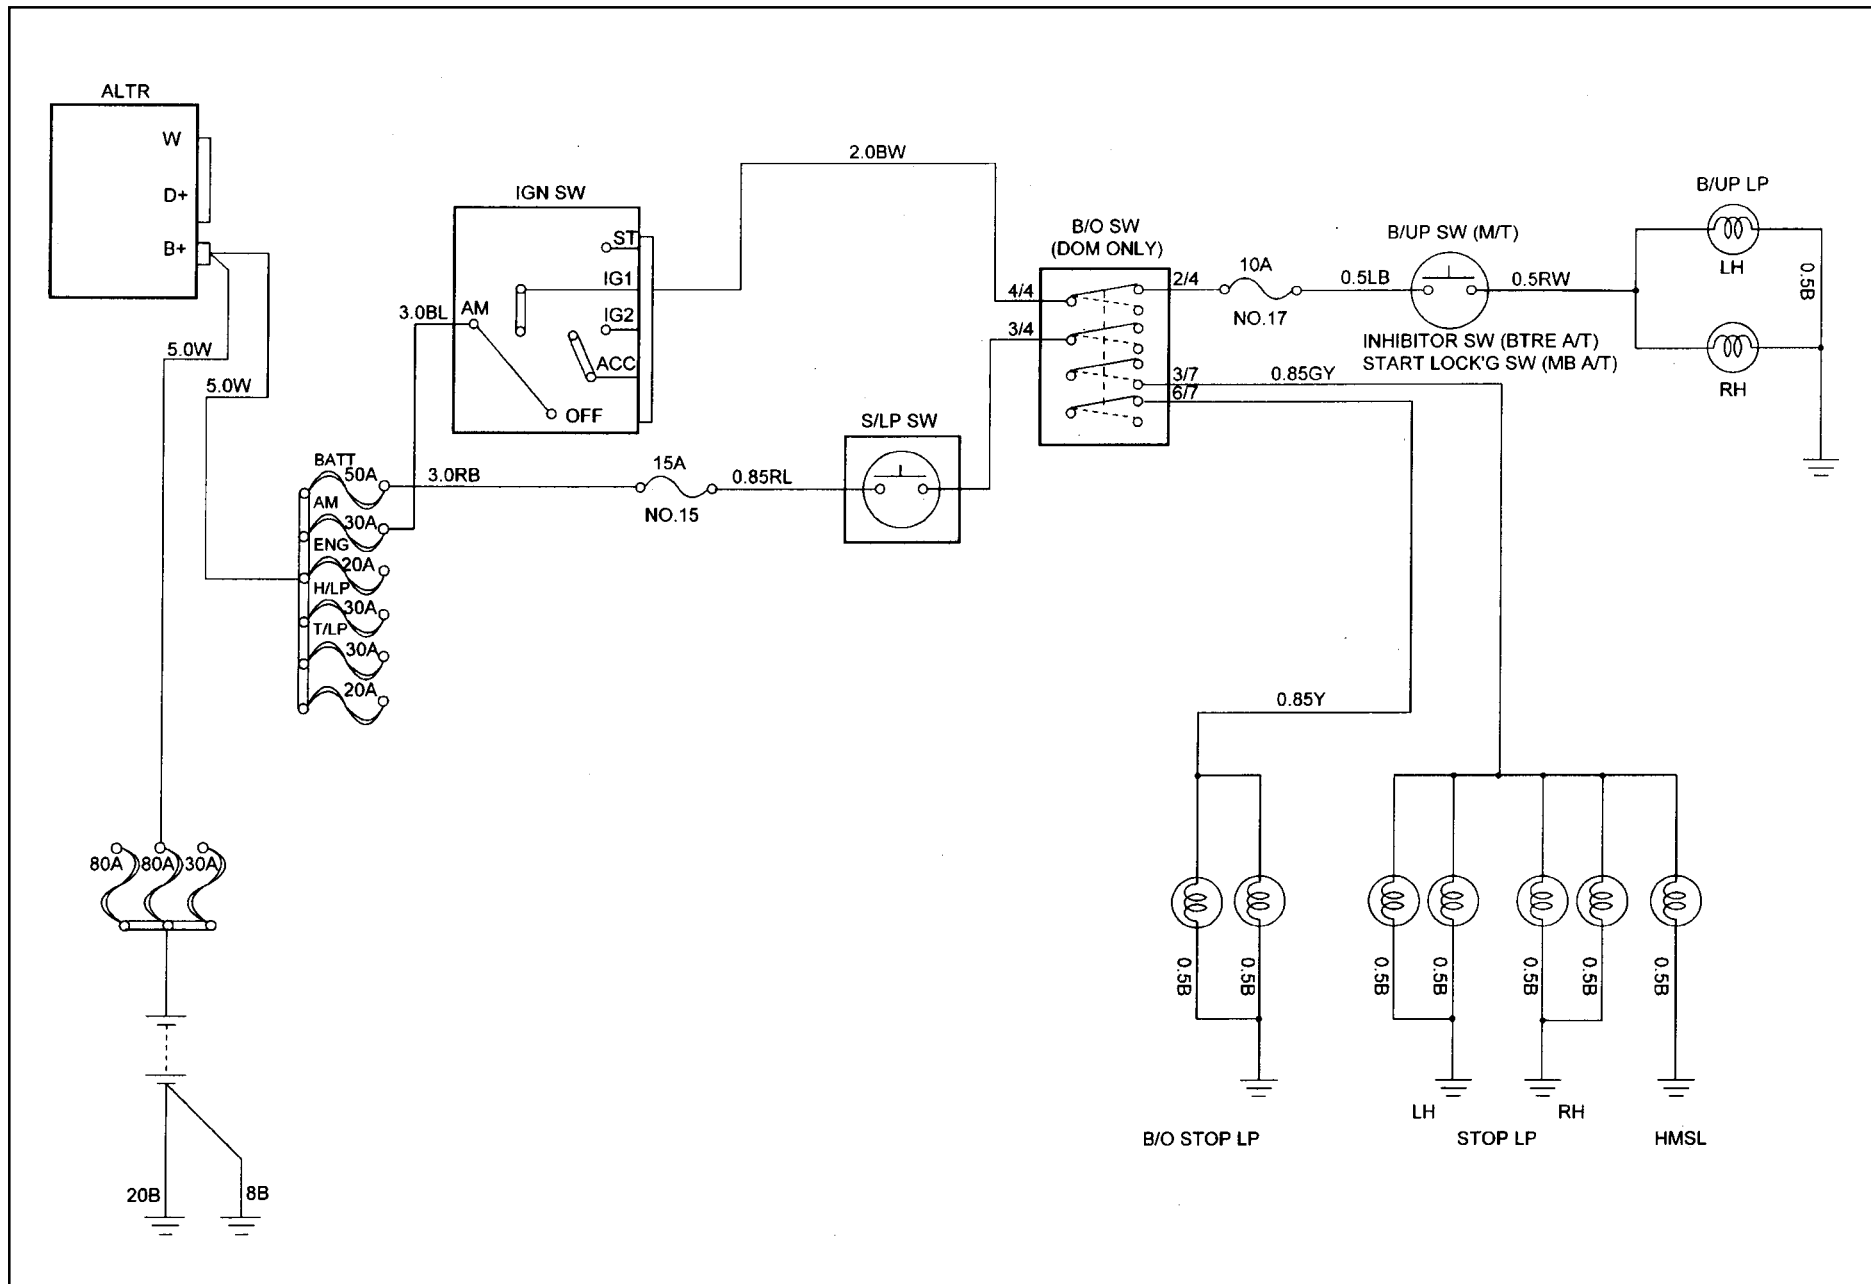 ALTR
W
D+
B+
5.0W
5.0W
IGN SW
ST
IG1
IG2
ACC
AM
OFF
3.0BL
2.0BW
B/O SW
(DOM ONLY)
4/4
3/4
2/4
3/7
6/7
10A
NO.17
0.5LB
B/UP SW (M/T)
0.5RW
INHIBITOR SW (BTRE A/T)
START LOCK'G SW (MB A/T)
B/UP LP
LH
RH
0.5B
0.85GY
S/LP SW
BATT
50A
AM
30A
ENG
20A
H/LP
30A
T/LP
30A
20A
3.0RB
15A
NO.15
0.85RL
0.85Y
80A
80A
30A
20B
8B
0.5B
0.5B
0.5B
0.5B
0.5B
0.5B
0.5B
LH
RH
B/O STOP LP
STOP LP
HMSL